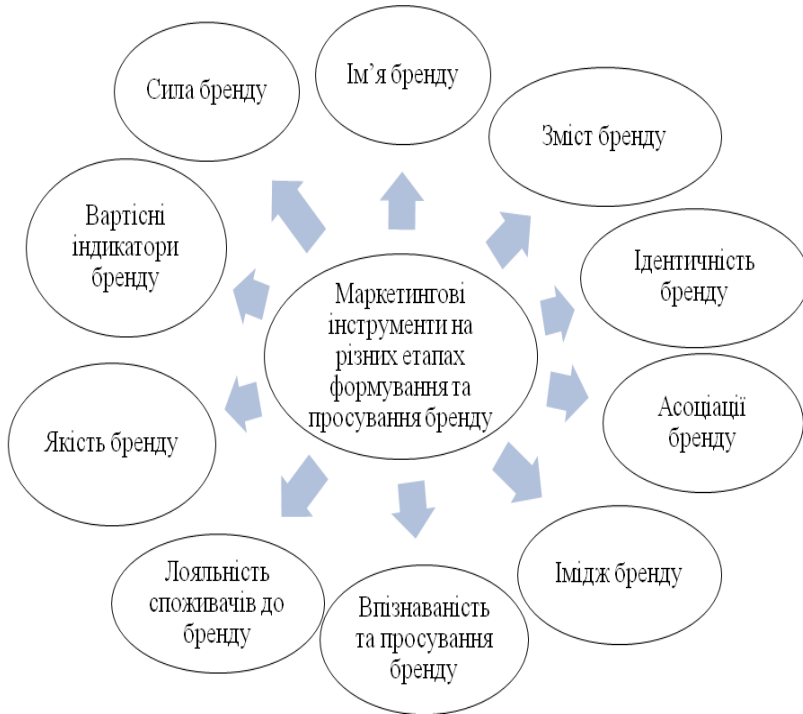 Ім’я бренду
Сила бренду
Зміст бренду
Вартісні
індикатори
бренду
Ідентичність
бренду
Маркетингові
інструменти на
різних етапах
формування та
просування бренду
Асоціації
бренду
Якість бренду
Імідж бренду
Лояльність
споживачів до
бренду
Впізнаваність
та просування
бренду